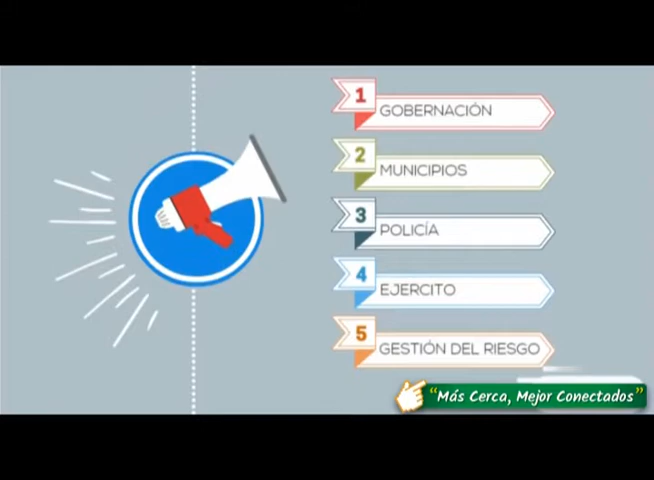 1
GOBERNACIÓN
2
MUNICIPIOS
3
POLICÍA
4
EJERCITO
5
GESTIÓN DEL RIESGO
“Más Cerca, Mejor Conectados”